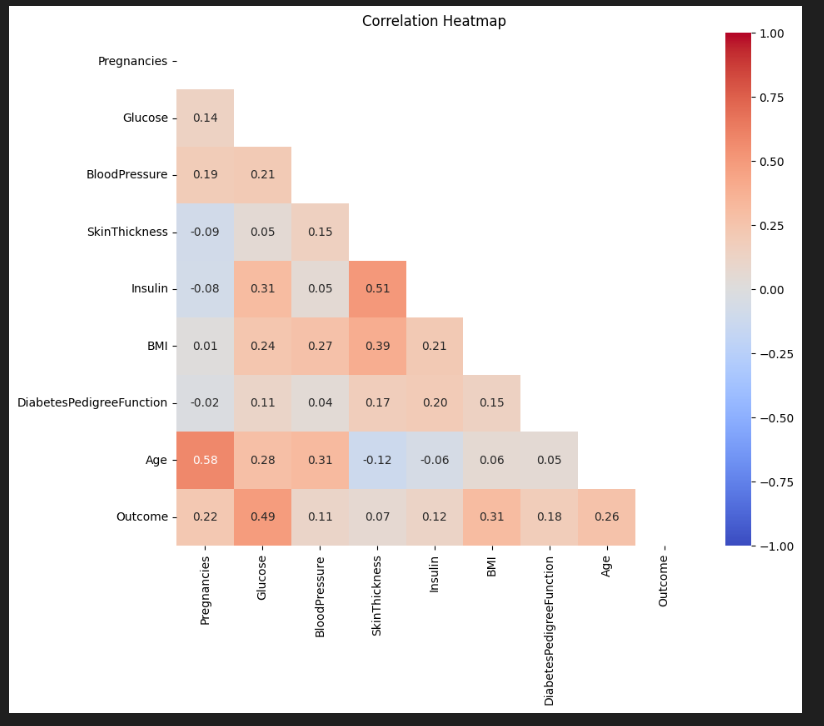 Correlation Heatmap
Pregnancies
Glucose 0.14
BloodPressure 0.19 0.21
SkinThickness -0.09 0.05 0.15
Insulin -0.08 0.31 0.05 0.51
BMI 0.01 0.24 0.27 0.39 0.21
DiabetesPedigreeFunction -0.02 0.11 0.04 0.17 0.20 0.15
Age 0.58 0.28 0.31 -0.12 -0.06 0.06 0.05
Outcome 0.22 0.49 0.11 0.07 0.12 0.31 0.18 0.26
Pregnancies
Glucose
BloodPressure
SkinThickness
Insulin
BMI
DiabetesPedigreeFunction
Age
Outcome
1.00
0.75
0.50
0.25
0.00
−0.25
−0.50
−0.75
−1.00